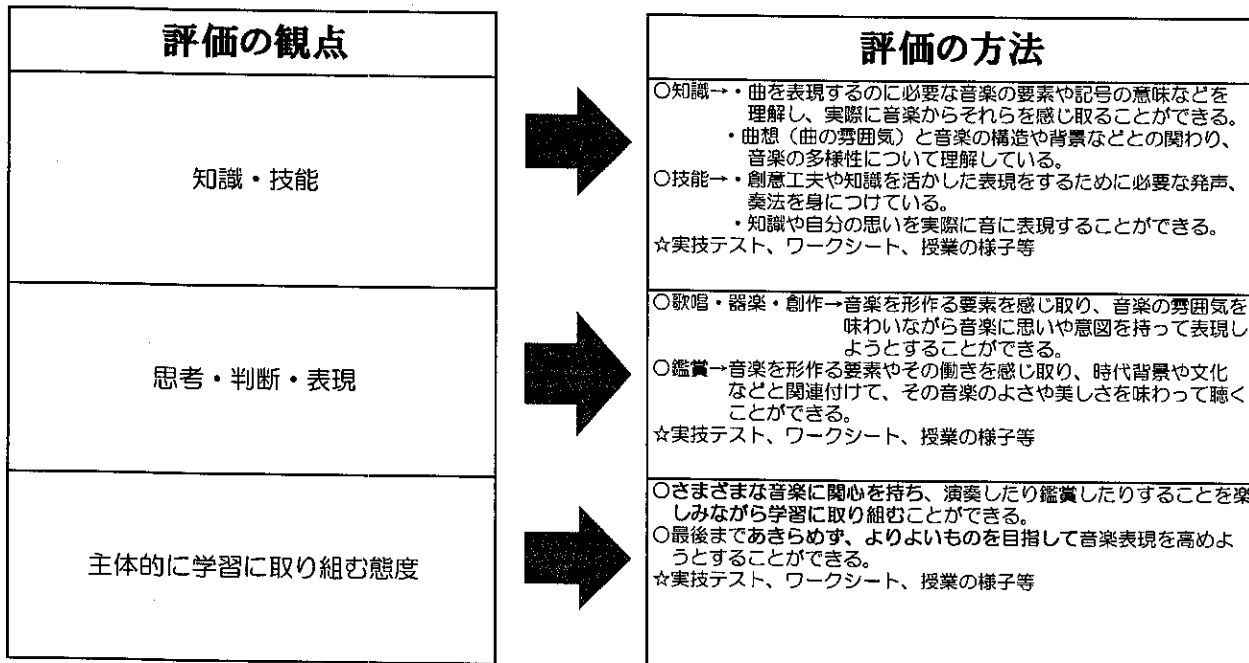 評価の観点
知識・技能
思考・判断・表現
主体的に学習に取り組む態度
評価の方法
○知識→・曲を表現するのに必要な音楽の要素や記号の意味などを
理解し、実際に音楽からそれらを感じ取ることができる。
・曲想（曲の雰囲気）と音楽の構造や背景などとの関わり、
音楽の多様性について理解している。
○技能→・創意工夫や知識を活かした表現をするために必要な発声、
奏法を身につけている。
・知識や自分の思いを実際に音に表現することができる。
☆実技テスト、ワークシート、授業の様子等
○歌唱・器楽・創作→音楽を形作る要素を感じ取り、音楽の雰囲気を
味わいながら音楽に思いや意図を持って表現し
ようとすることができる。
○鑑賞→音楽を形作る要素やその働きを感じ取り、時代背景や文化
などと関連付けて、その音楽のよさや美しさを味わって聴く
ことができる。
☆実技テスト、ワークシート、授業の様子等
○さまざまな音楽に関心を持ち、演奏したり鑑賞したりすることを楽
しみながら学習に取り組むことができる。
○最後まであきらめず、よりよいものを目指して音楽表現を高めよ
うとすることができる。
☆実技テスト、ワークシート、授業の様子等